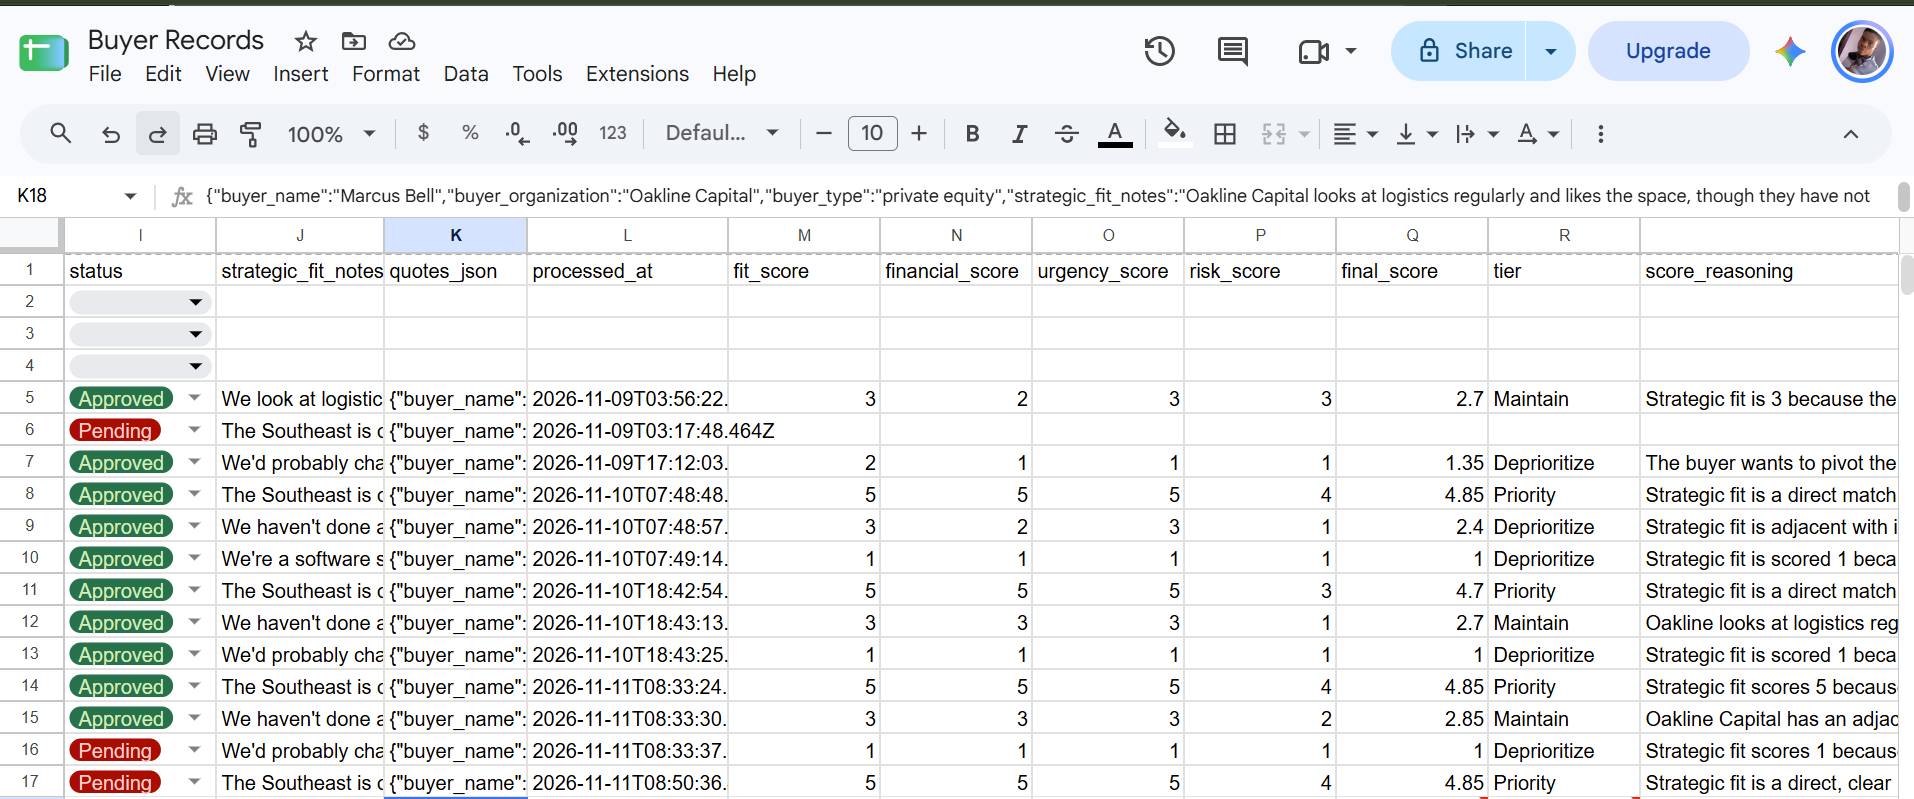 Buyer Records
File Edit View Insert Format Data Tools Extensions Help
Share
Upgrade
100% $ % .0 .00 123 Defaul... 10 B I A
K18 fx {"buyer_name":"Marcus Bell","buyer_organization":"Oakline Capital","buyer_type":"private equity","strategic_fit_notes":"Oakline Capital looks at logistics regularly and likes the space, though they have not
I J K L M N O P Q R
1 status strategic_fit_notes quotes_json processed_at fit_score financial_score urgency_score risk_score final_score tier score_reasoning
2
3
4
5 Approved We look at logistic {"buyer_name": 2026-11-09T03:56:22. 3 2 3 3 2.7 Maintain Strategic fit is 3 because the
6 Pending The Southeast is c {"buyer_name": 2026-11-09T03:17:48.464Z
7 Approved We'd probably cha {"buyer_name": 2026-11-09T17:12:03. 2 1 1 1 1.35 Deprioritize The buyer wants to pivot the
8 Approved The Southeast is c {"buyer_name": 2026-11-10T07:48:48. 5 5 5 4 4.85 Priority Strategic fit is a direct match
9 Approved We haven't done a {"buyer_name": 2026-11-10T07:48:57. 3 2 3 1 2.4 Deprioritize Strategic fit is adjacent with i
10 Approved We're a software s {"buyer_name": 2026-11-10T07:49:14. 1 1 1 1 1 Deprioritize Strategic fit is scored 1 beca
11 Approved The Southeast is c {"buyer_name": 2026-11-10T18:42:54. 5 5 5 3 4.7 Priority Strategic fit is a direct match
12 Approved We haven't done a {"buyer_name": 2026-11-10T18:43:13. 3 3 3 1 2.7 Maintain Oakline looks at logistics reg
13 Approved We'd probably cha {"buyer_name": 2026-11-10T18:43:25. 1 1 1 1 1 Deprioritize Strategic fit is scored 1 beca
14 Approved The Southeast is c {"buyer_name": 2026-11-11T08:33:24. 5 5 5 4 4.85 Priority Strategic fit scores 5 becaus
15 Approved We haven't done a {"buyer_name": 2026-11-11T08:33:30. 3 3 3 2 2.85 Maintain Oakline Capital has an adjac
16 Pending We'd probably cha {"buyer_name": 2026-11-11T08:33:37. 1 1 1 1 1 Deprioritize Strategic fit scores 1 becaus
17 Pending The Southeast is c {"buyer_name": 2026-11-11T08:50:36. 5 5 5 4 4.85 Priority Strategic fit is a direct, clear